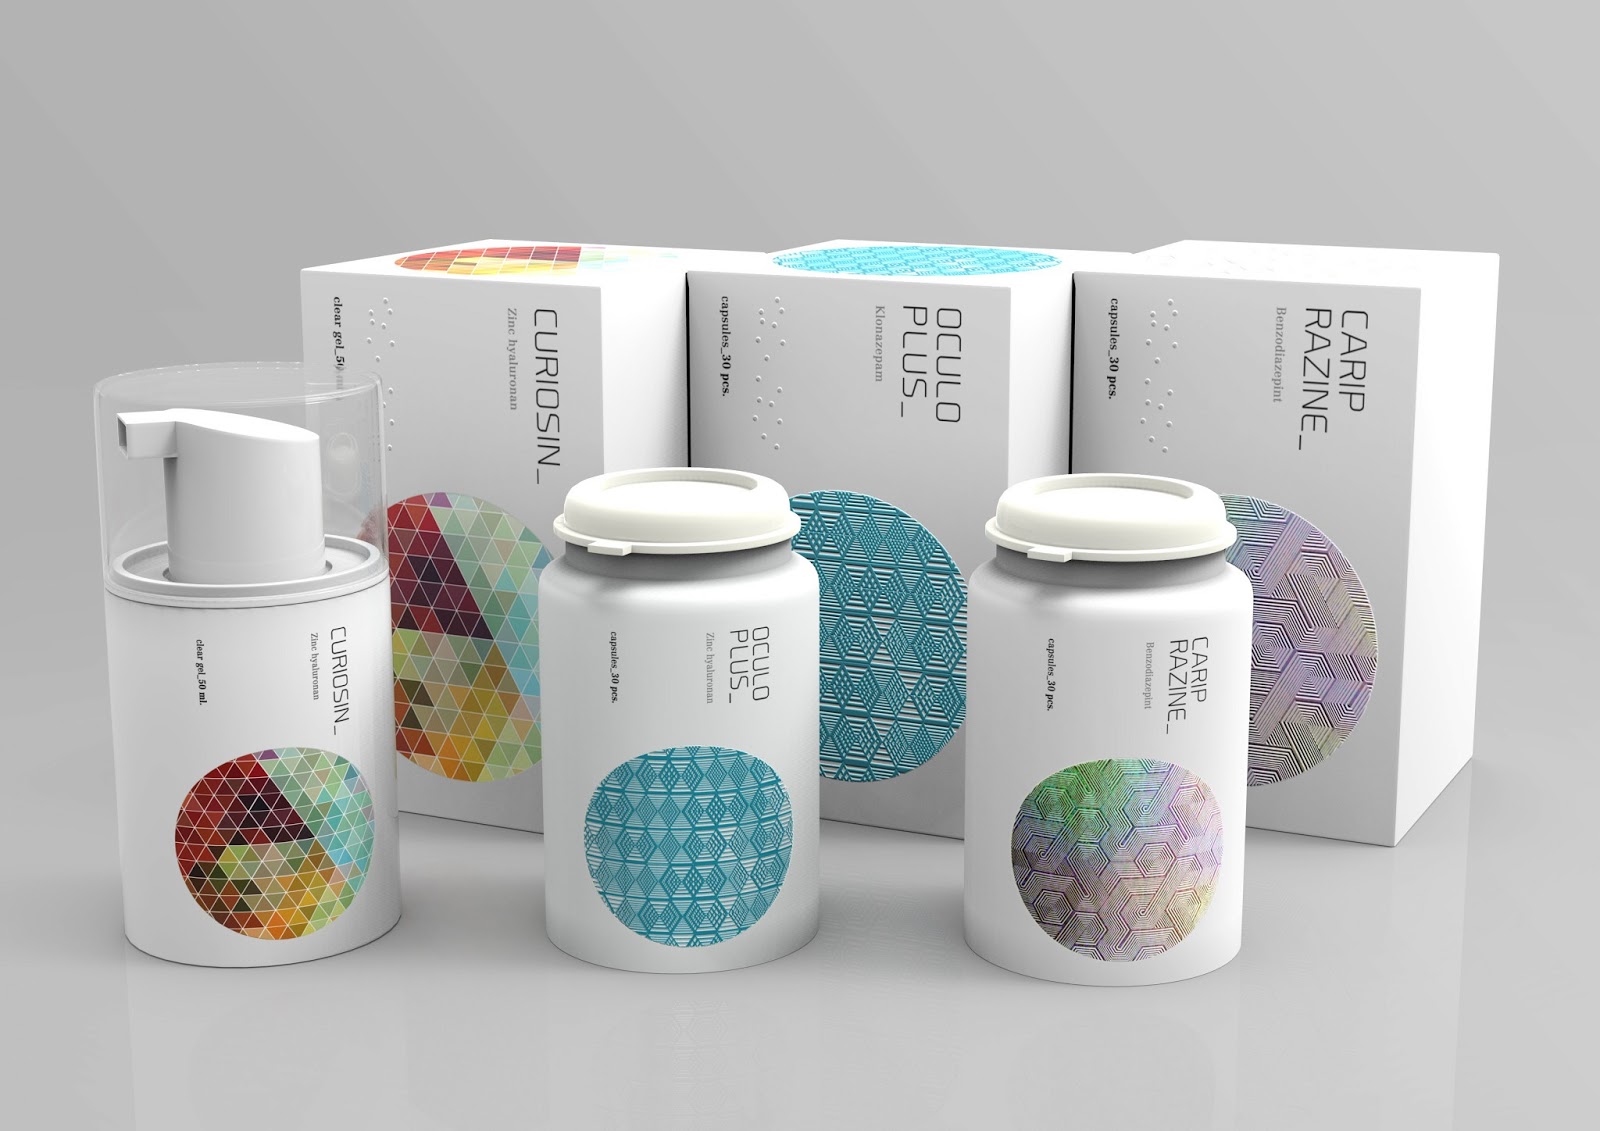 CURIOSIN_
Zinc hyaluronan
clear gel_50 ml
OCULO
PLUS_
Klonazepam
capsules_30 pcs.
CARIP
RAZINE_
Benzodiazepint
capsules_30 pcs.
CURIOSIN_
Zinc hyaluronan
clear gel_50 ml.
OCULO
PLUS_
Zinc hyaluronan
capsules_30 pcs.
CARIP
RAZINE_
Benzodiazepint
capsules_30 pcs.